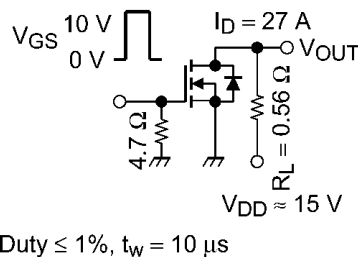 I_D = 27 A
V_GS 10 V
0 V
V_OUT
4.7 Ω
R_L = 0.56 Ω
V_DD ≈ 15 V
Duty ≤ 1%, t_w = 10 μs